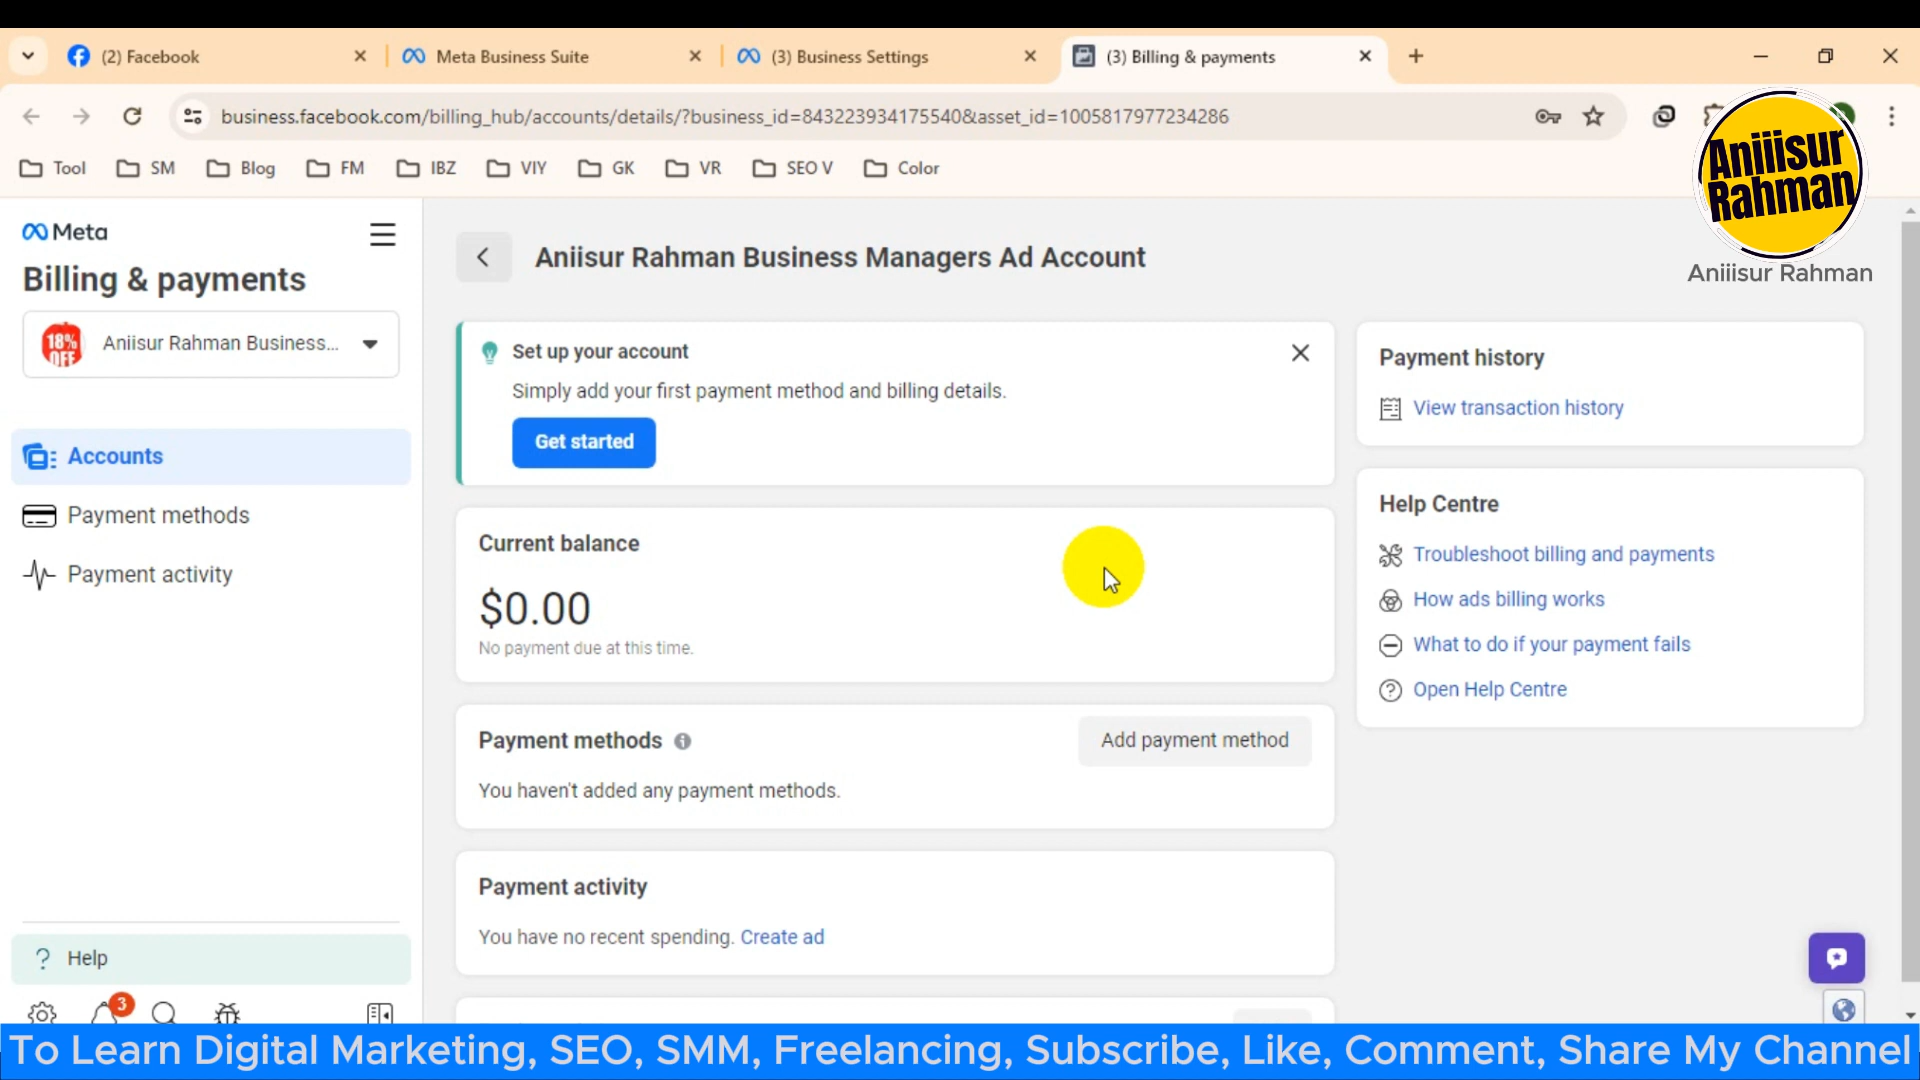 (2) Facebook
Meta Business Suite
(3) Business Settings
(3) Billing & payments
business.facebook.com/billing_hub/accounts/details/?business_id=843223934175540&asset_id=1005817977234286
Tool
SM
Blog
FM
IBZ
VIY
GK
VR
SEO V
Color
Aniiisur
Rahman
Aniiisur Rahman
Meta
Billing & payments
18%
OFF
Aniisur Rahman Business...
Accounts
Payment methods
Payment activity
Help
3
Aniisur Rahman Business Managers Ad Account
Set up your account
Simply add your first payment method and billing details.
Get started
Current balance
$0.00
No payment due at this time.
Payment methods
Add payment method
You haven't added any payment methods.
Payment activity
You have no recent spending. Create ad
Payment history
View transaction history
Help Centre
Troubleshoot billing and payments
How ads billing works
What to do if your payment fails
Open Help Centre
To Learn Digital Marketing, SEO, SMM, Freelancing, Subscribe, Like, Comment, Share My Channel